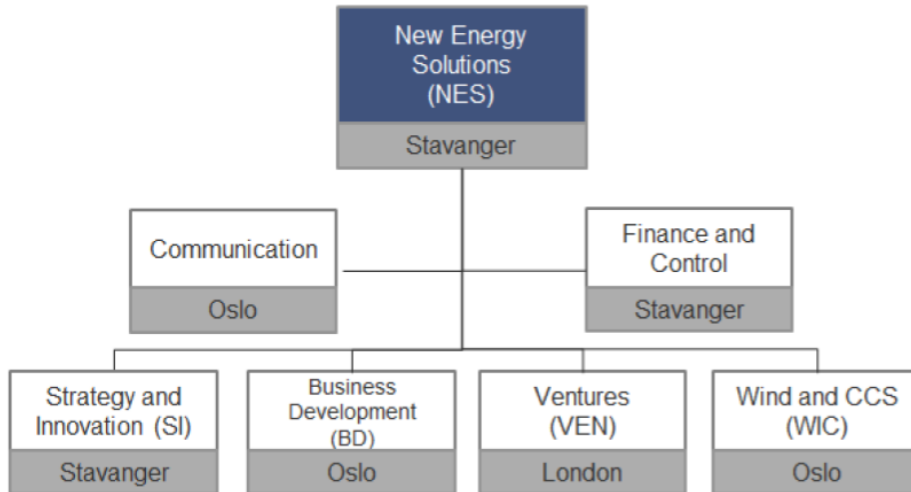 New Energy
Solutions
(NES)
Stavanger
Communication
Oslo
Finance and
Control
Stavanger
Strategy and
Innovation (SI)
Stavanger
Business
Development
(BD)
Oslo
Ventures
(VEN)
London
Wind and CCS
(WIC)
Oslo